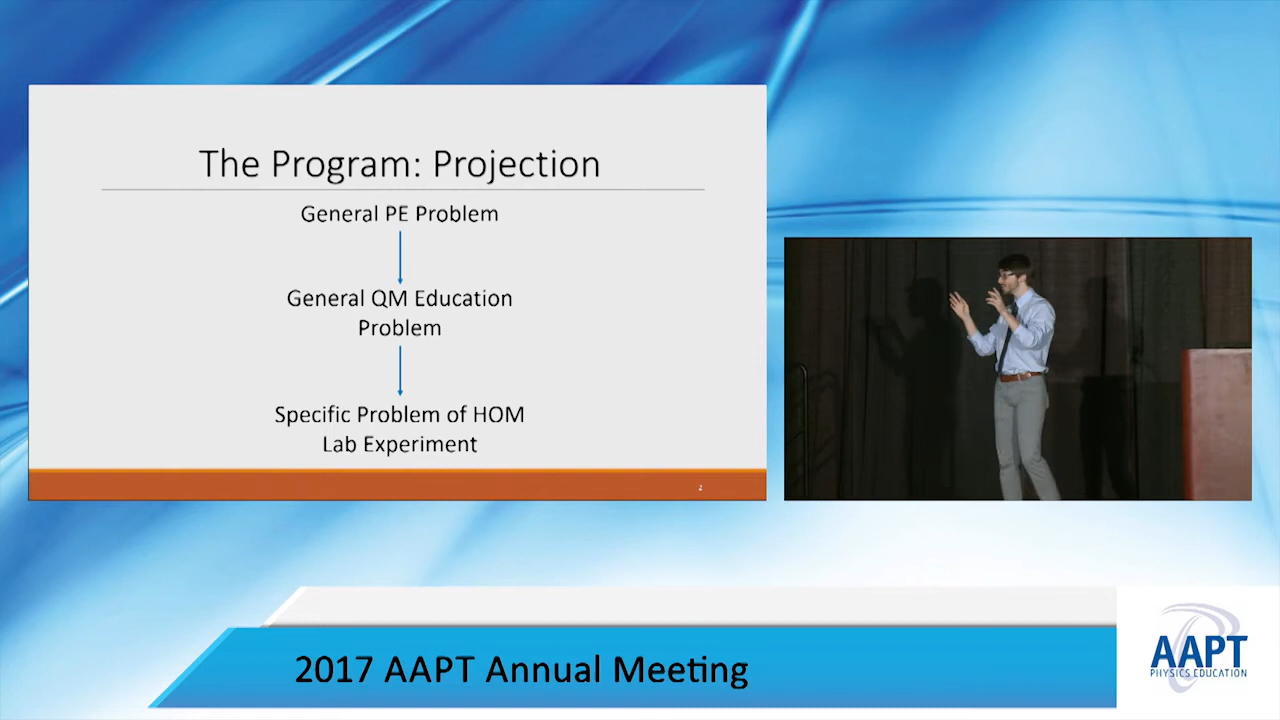 The Program: Projection
General PE Problem
General QM Education
Problem
Specific Problem of HOM
Lab Experiment
2
2017 AAPT Annual Meeting
AAPT
PHYSICS EDUCATION